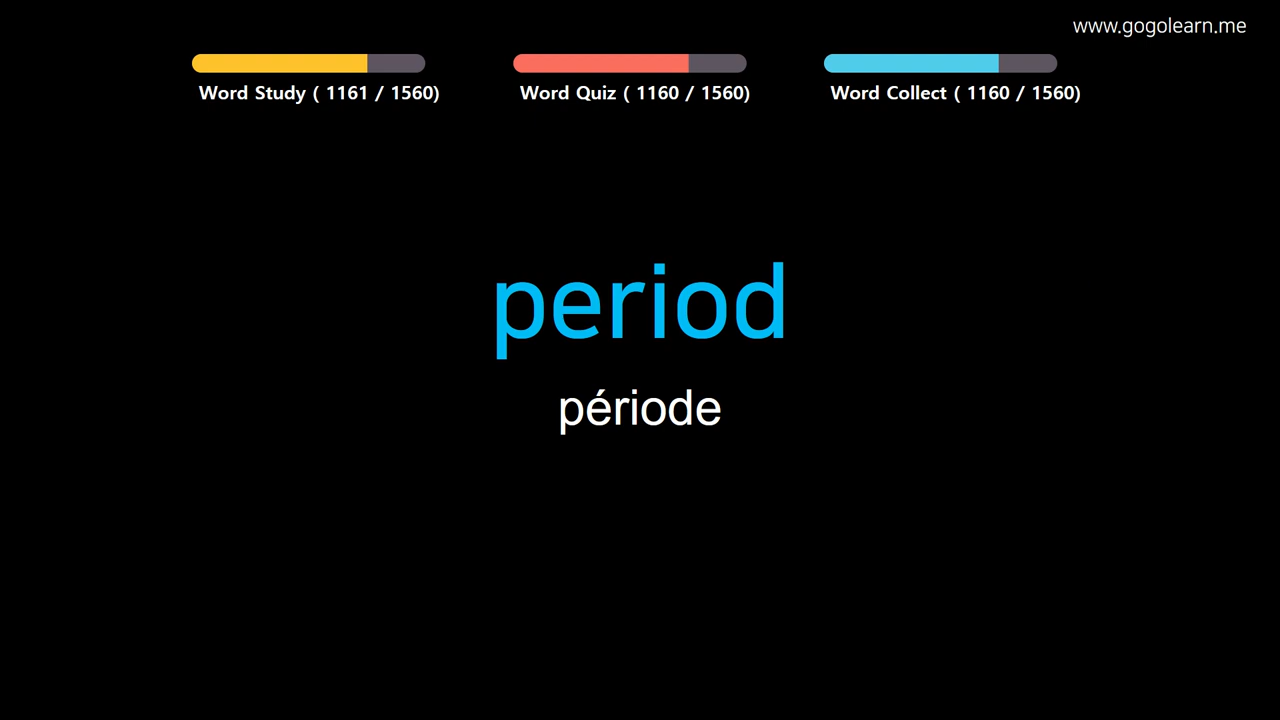 www.gogolearn.me
Word Study ( 1161 / 1560)
Word Quiz ( 1160 / 1560)
Word Collect ( 1160 / 1560)
period
période